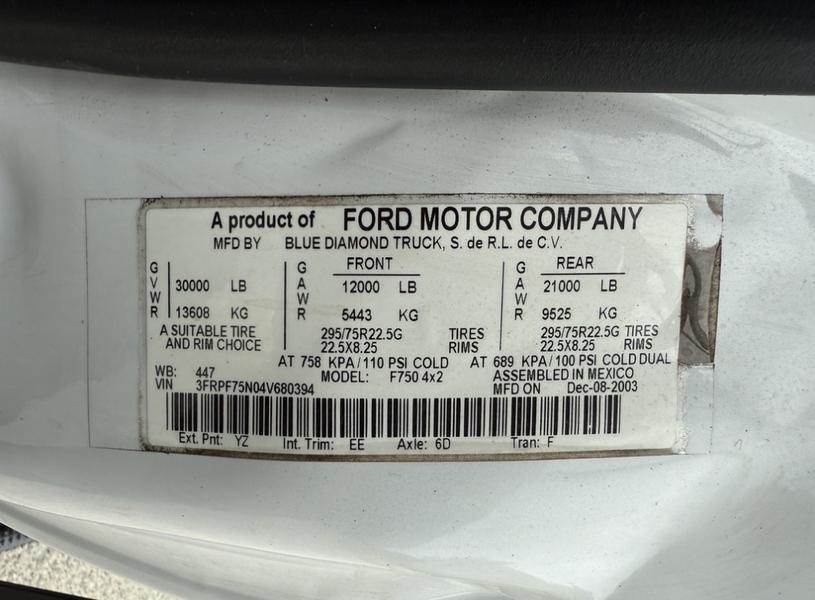 A product of FORD MOTOR COMPANY
MFD BY BLUE DIAMOND TRUCK, S. de R.L. de C.V.
GVWR 30000 LB 13608 KG
GAWR FRONT 12000 LB 5443 KG
GAWR REAR 21000 LB 9525 KG
A SUITABLE TIRE 295/75R22.5G TIRES 295/75R22.5G TIRES
AND RIM CHOICE 22.5X8.25 RIMS 22.5X8.25 RIMS
AT 758 KPA/110 PSI COLD AT 689 KPA/100 PSI COLD DUAL
WB: 447 MODEL: F750 4x2 ASSEMBLED IN MEXICO
VIN 3FRPF75N04V680394 MFD ON Dec-08-2003
Ext. Pnt: YZ Int. Trim: EE Axle: 6D Tran: F